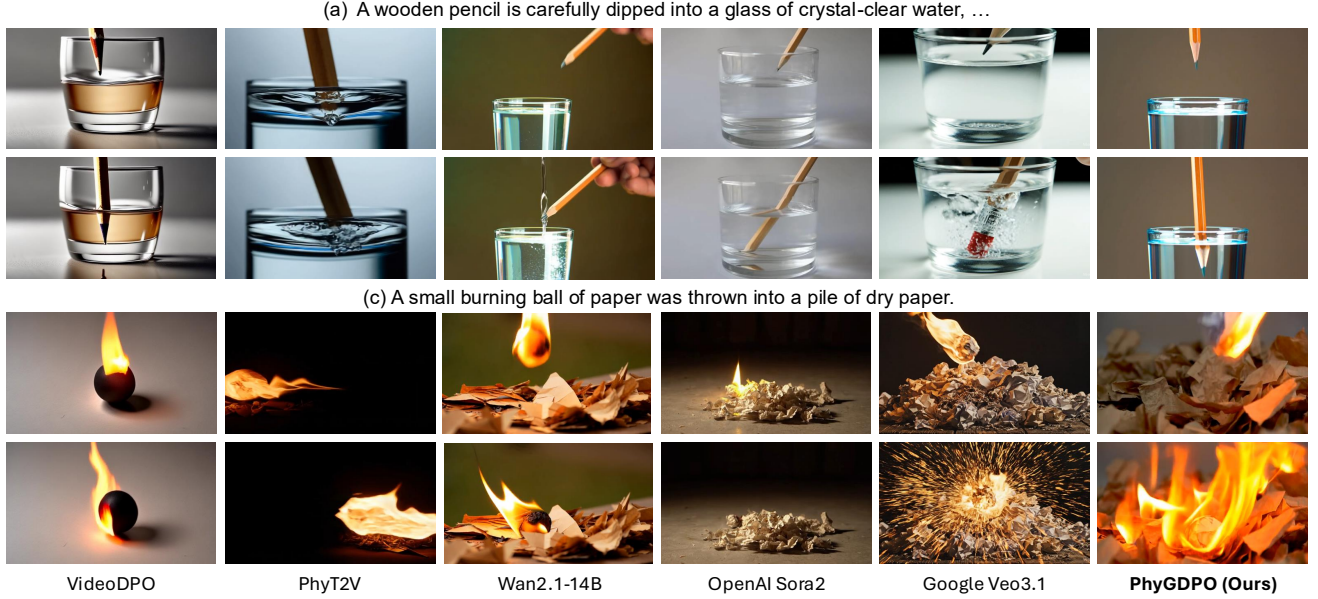 (a) A wooden pencil is carefully dipped into a glass of crystal-clear water, ...
(c) A small burning ball of paper was thrown into a pile of dry paper.
VideoDPO PhyT2V Wan2.1-14B OpenAI Sora2 Google Veo3.1 PhyGDPO (Ours)